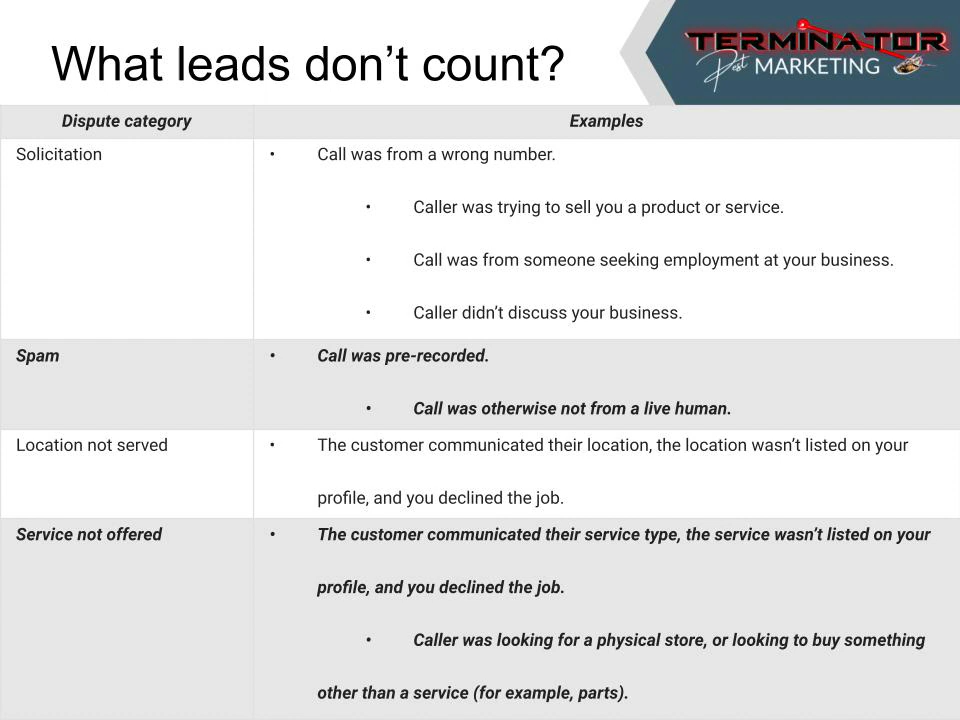 What leads don’t count?
TERMINATOR
Pest MARKETING
Dispute category Examples
Solicitation • Call was from a wrong number.
• Caller was trying to sell you a product or service.
• Call was from someone seeking employment at your business.
• Caller didn’t discuss your business.
Spam • Call was pre-recorded.
• Call was otherwise not from a live human.
Location not served • The customer communicated their location, the location wasn’t listed on your
profile, and you declined the job.
Service not offered • The customer communicated their service type, the service wasn’t listed on your
profile, and you declined the job.
• Caller was looking for a physical store, or looking to buy something
other than a service (for example, parts).